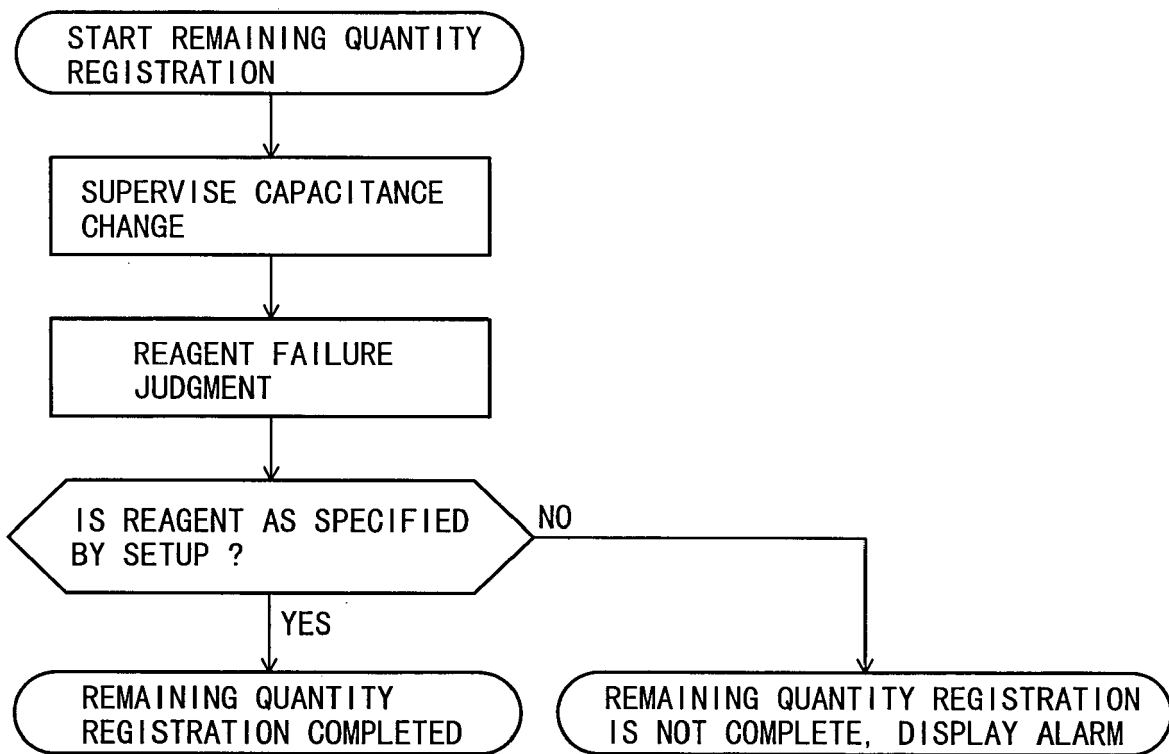 START REMAINING QUANTITY
REGISTRATION
SUPERVISE CAPACITANCE
CHANGE
REAGENT FAILURE
JUDGMENT
IS REAGENT AS SPECIFIED
BY SETUP ?
NO
YES
REMAINING QUANTITY
REGISTRATION COMPLETED
REMAINING QUANTITY REGISTRATION
IS NOT COMPLETE, DISPLAY ALARM